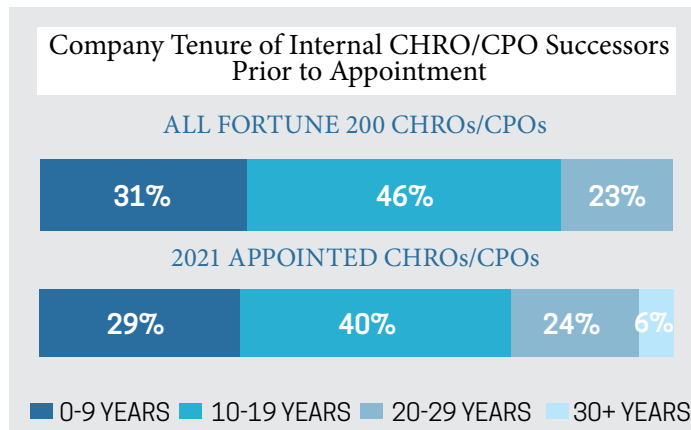 Company Tenure of Internal CHRO/CPO Successors
Prior to Appointment
ALL FORTUNE 200 CHROs/CPOs
31% 46% 23%
2021 APPOINTED CHROs/CPOs
29% 40% 24% 6%
0-9 YEARS 10-19 YEARS 20-29 YEARS 30+ YEARS